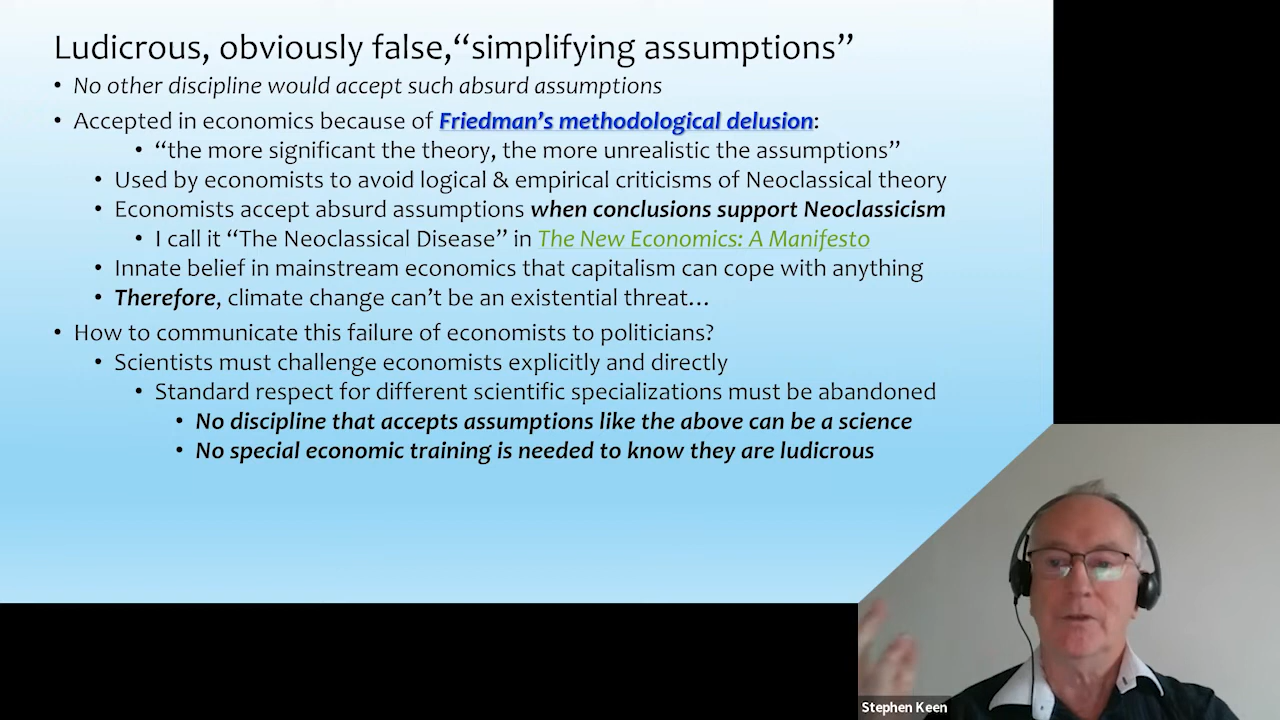 Ludicrous, obviously false,“simplifying assumptions”
• No other discipline would accept such absurd assumptions
• Accepted in economics because of Friedman’s methodological delusion:
• “the more significant the theory, the more unrealistic the assumptions”
• Used by economists to avoid logical & empirical criticisms of Neoclassical theory
• Economists accept absurd assumptions when conclusions support Neoclassicism
• I call it “The Neoclassical Disease” in The New Economics: A Manifesto
• Innate belief in mainstream economics that capitalism can cope with anything
• Therefore, climate change can’t be an existential threat…
• How to communicate this failure of economists to politicians?
• Scientists must challenge economists explicitly and directly
• Standard respect for different scientific specializations must be abandoned
• No discipline that accepts assumptions like the above can be a science
• No special economic training is needed to know they are ludicrous
Stephen Keen